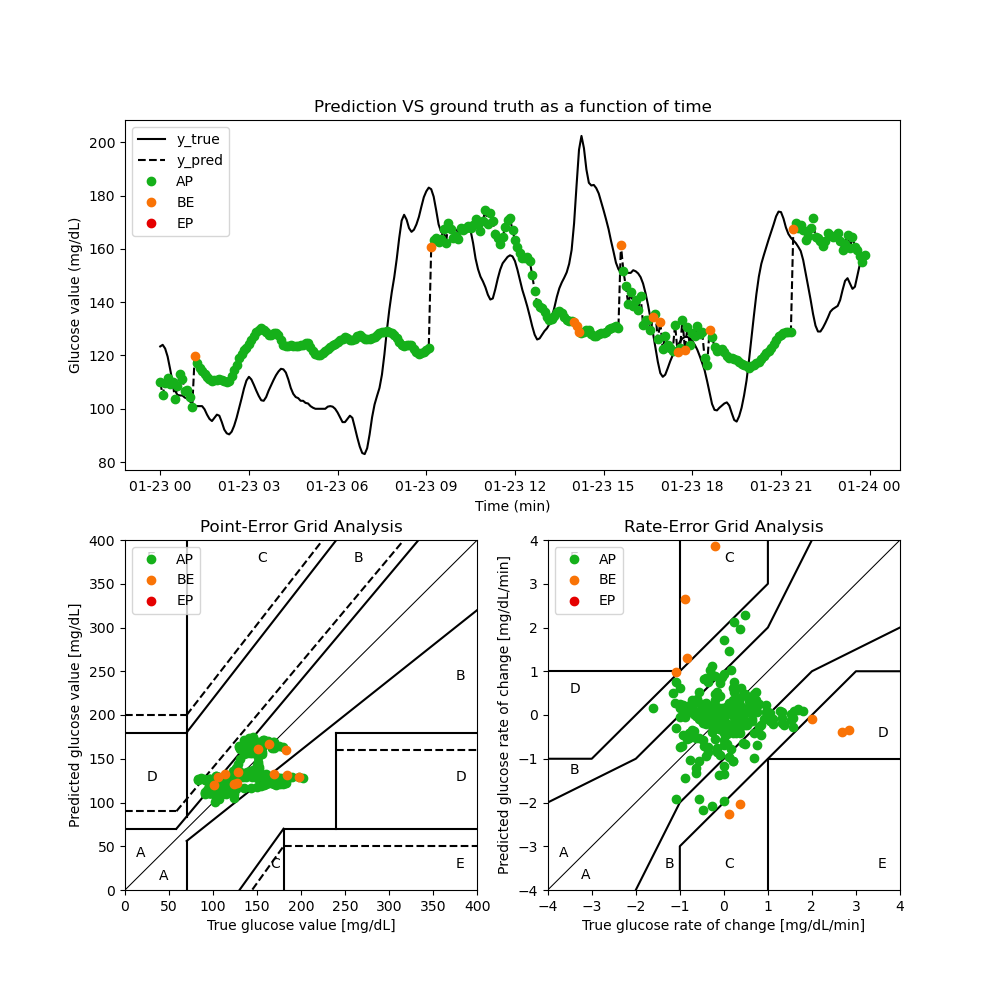 Prediction VS ground truth as a function of time
Glucose value (mg/dL)
200
180
160
140
120
100
80
y_true
y_pred
AP
BE
EP
01-23 00 01-23 03 01-23 06 01-23 09 01-23 12 01-23 15 01-23 18 01-23 21 01-24 00
Time (min)
Point-Error Grid Analysis
Predicted glucose value [mg/dL]
400
350
300
250
200
150
100
50
0
AP
BE
EP
C
B
B
D
D
A
A
C
E
0 50 100 150 200 250 300 350 400
True glucose value [mg/dL]
Rate-Error Grid Analysis
Predicted glucose rate of change [mg/dL/min]
4
3
2
1
0
−1
−2
−3
−4
AP
BE
EP
C
D
D
B
A
A
B
C
E
−4 −3 −2 −1 0 1 2 3 4
True glucose rate of change [mg/dL/min]